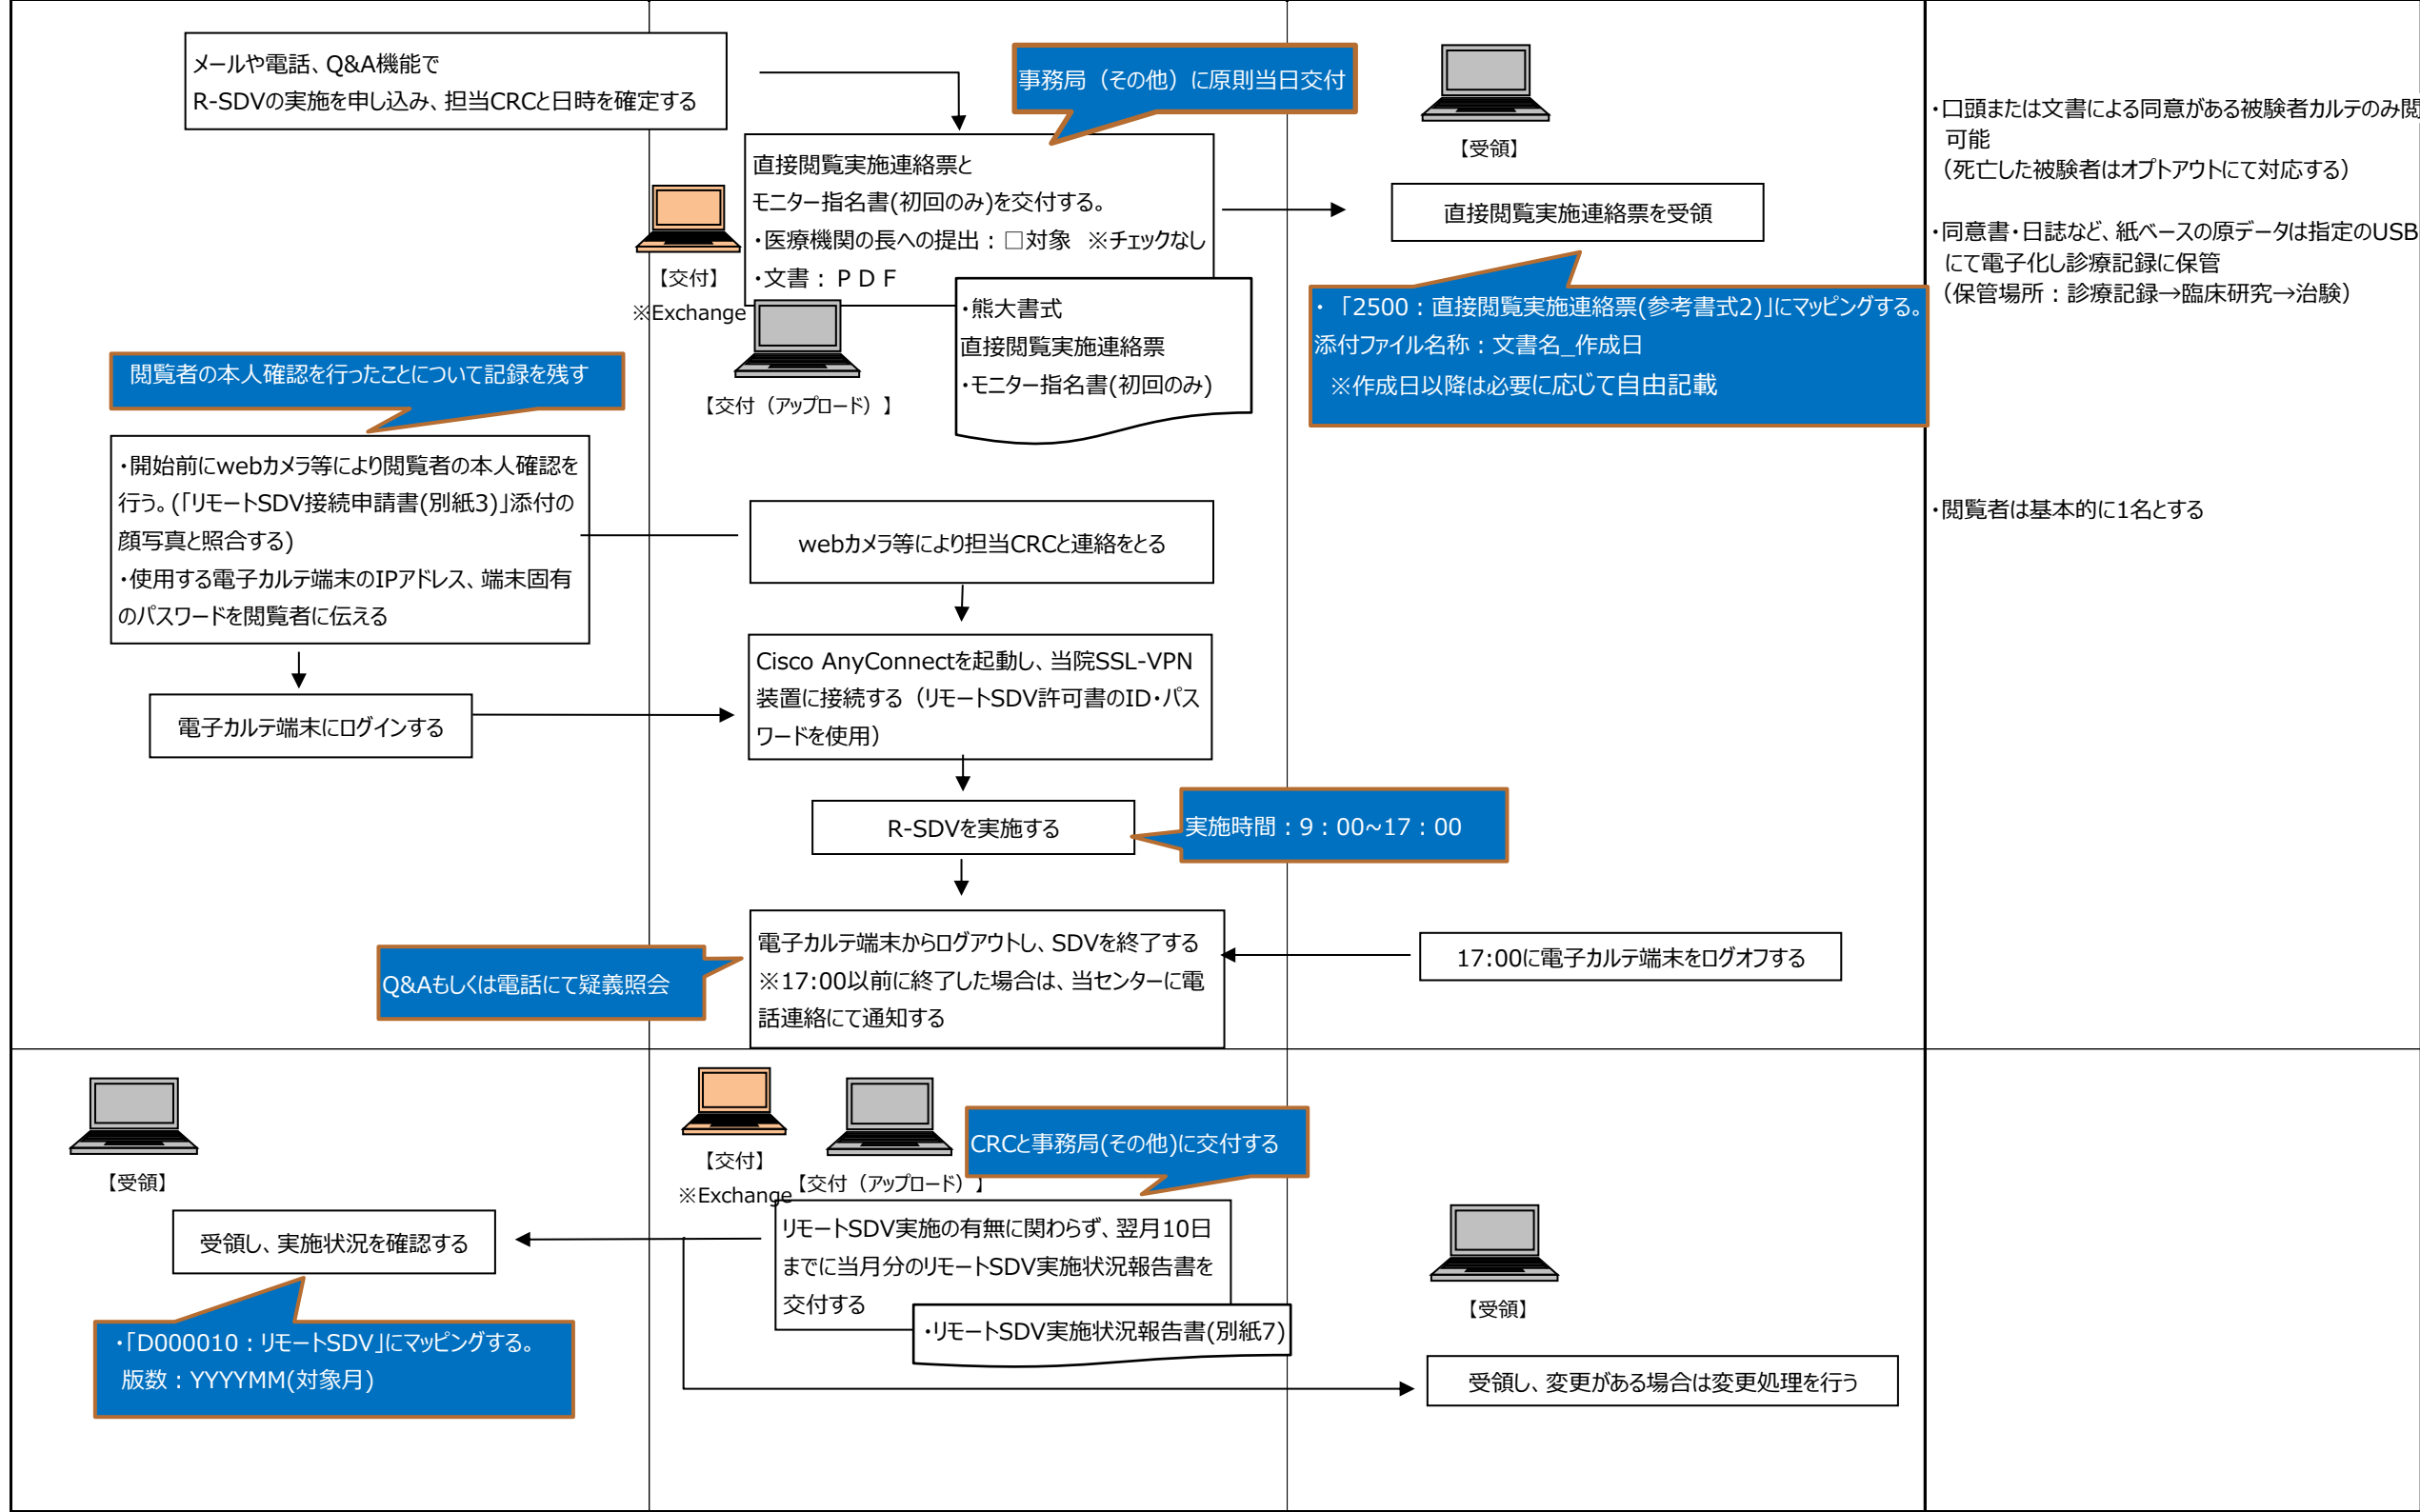 メールや電話、Q&A機能で
R-SDVの実施を申し込み、担当CRCと日時を確定する
事務局（その他）に原則当日交付
直接閲覧実施連絡票と
モニター指名書(初回のみ)を交付する。
・医療機関の長への提出：□対象　※チェックなし
・文書：ＰＤＦ
【交付】
※Exchange
【交付（アップロード）】
・熊大書式
直接閲覧実施連絡票
・モニター指名書(初回のみ)
【受領】
直接閲覧実施連絡票を受領
・「2500：直接閲覧実施連絡票(参考書式2)」にマッピングする。
添付ファイル名称：文書名_作成日
※作成日以降は必要に応じて自由記載
・口頭または文書による同意がある被験者カルテのみ閲
可能
（死亡した被験者はオプトアウトにて対応する）
・同意書・日誌など、紙ベースの原データは指定のUSB
にて電子化し診療記録に保管
（保管場所：診療記録→臨床研究→治験）
閲覧者の本人確認を行ったことについて記録を残す
・開始前にwebカメラ等により閲覧者の本人確認を
行う。(「リモートSDV接続申請書(別紙3)」添付の
顔写真と照合する)
・使用する電子カルテ端末のIPアドレス、端末固有
のパスワードを閲覧者に伝える
webカメラ等により担当CRCと連絡をとる
・閲覧者は基本的に1名とする
電子カルテ端末にログインする
Cisco AnyConnectを起動し、当院SSL-VPN
装置に接続する（リモートSDV許可書のID・パス
ワードを使用）
R-SDVを実施する
実施時間：9：00~17：00
Q&Aもしくは電話にて疑義照会
電子カルテ端末からログアウトし、SDVを終了する
※17:00以前に終了した場合は、当センターに電
話連絡にて通知する
17:00に電子カルテ端末をログオフする
【受領】
【交付】
※Exchange
【交付（アップロード）】
CRCと事務局(その他)に交付する
受領し、実施状況を確認する
リモートSDV実施の有無に関わらず、翌月10日
までに当月分のリモートSDV実施状況報告書を
交付する
・リモートSDV実施状況報告書(別紙7)
【受領】
・「D000010：リモートSDV」にマッピングする。
版数：YYYYMM(対象月)
受領し、変更がある場合は変更処理を行う